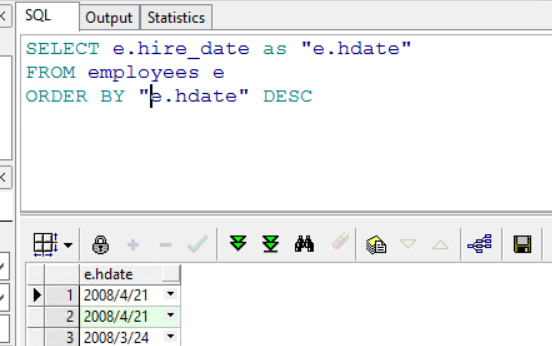 SQL Output Statistics
SELECT e.hire_date as "e.hdate"
FROM employees e
ORDER BY "e.hdate" DESC
e.hdate
1 2008/4/21
2 2008/4/21
3 2008/3/24